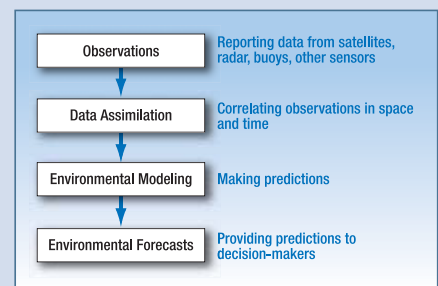 Observations
Reporting data from satellites,
radar, buoys, other sensors
Data Assimilation
Correlating observations in space
and time
Environmental Modeling
Making predictions
Environmental Forecasts
Providing predictions to
decision-makers